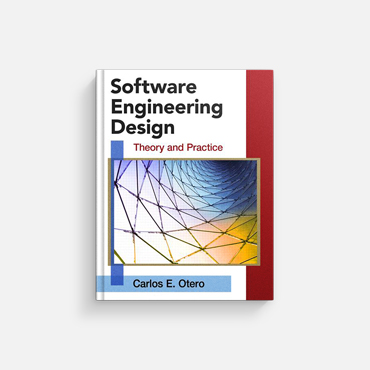 Software
Engineering
Design
Theory and Practice
Carlos E. Otero